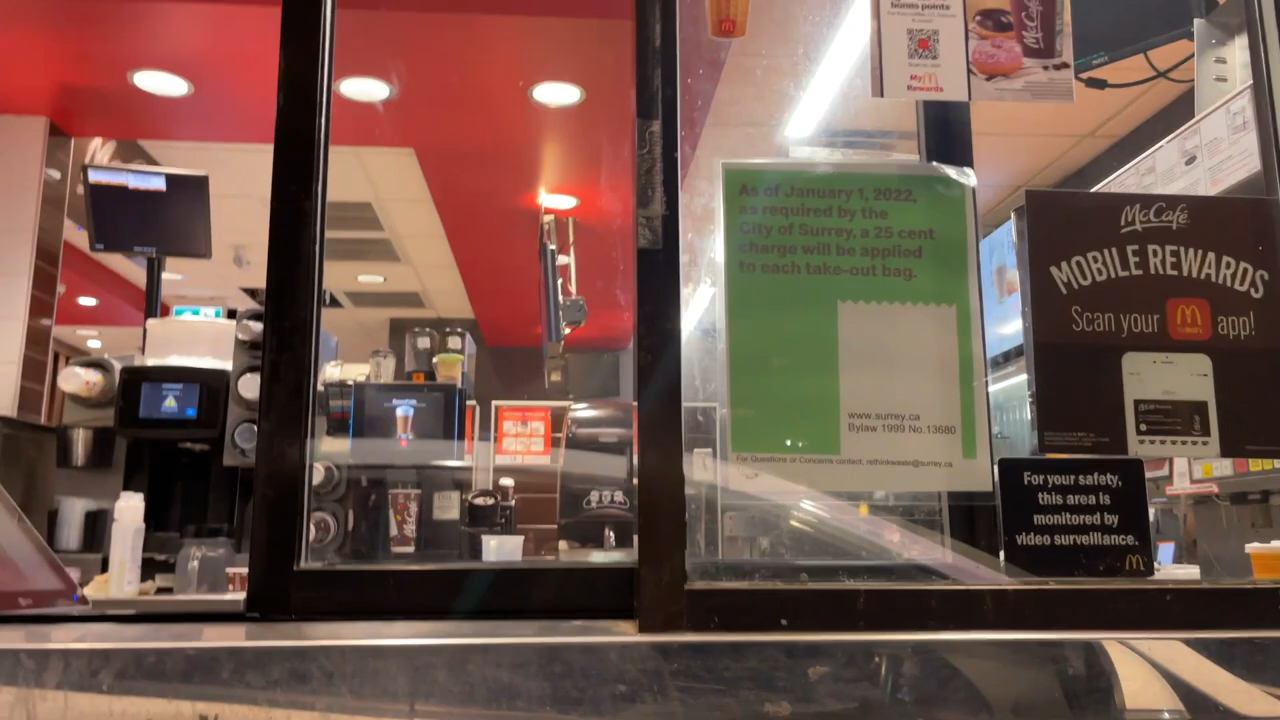 bonus points
My
Rewards
McCafé
As of January 1, 2022,
as required by the
City of Surrey, a 25 cent
charge will be applied
to each take-out bag.
www.surrey.ca
Bylaw 1999 No.13680
For Questions or Concerns contact, rethinkwaste@surrey.ca
McCafé
MOBILE REWARDS
Scan your app!
For your safety,
this area is
monitored by
video surveillance.
McCafé